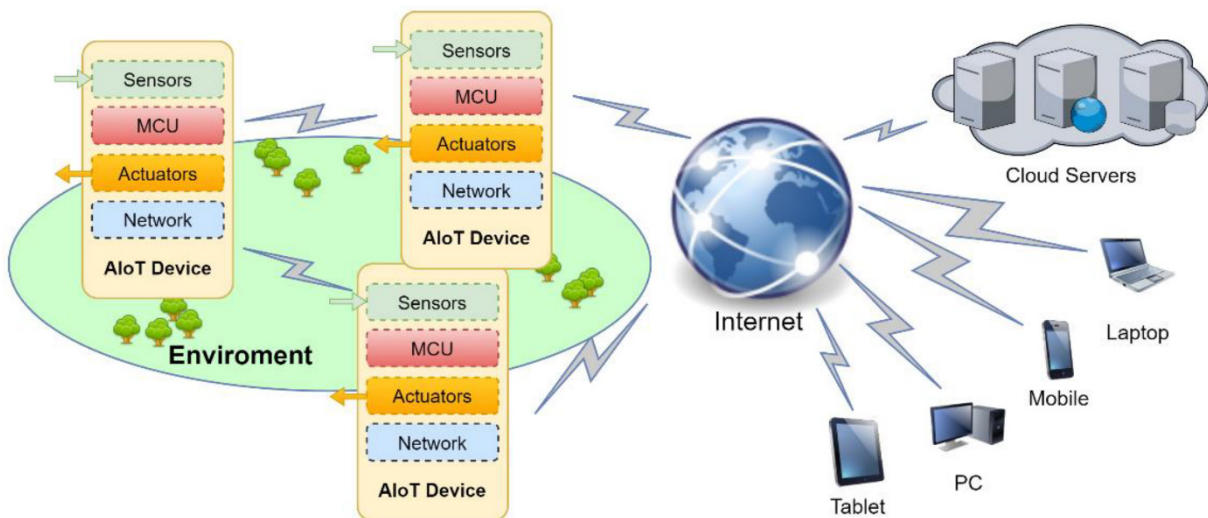 Sensors
MCU
Actuators
Network
AIoT Device
Sensors
MCU
Actuators
Network
AIoT Device
Sensors
MCU
Actuators
Network
AIoT Device
Enviroment
Internet
Cloud Servers
Laptop
Mobile
PC
Tablet